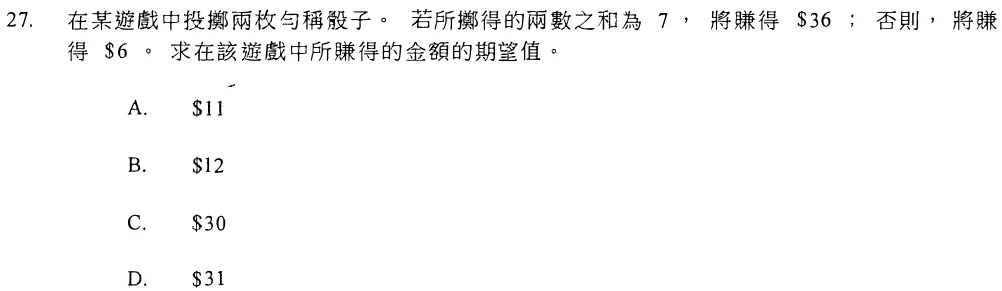 27. 在某遊戲中投擲兩枚勻稱骰子。 若所擲得的兩數之和為 7 ， 將賺得 $36 ； 否則， 將賺
得 $6 。 求在該遊戲中所賺得的金額的期望值。
A. $11
B. $12
C. $30
D. $31